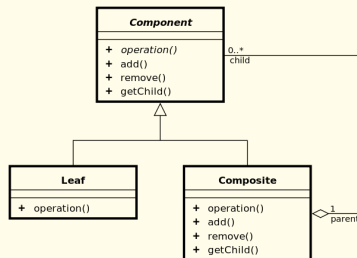 Component
+ operation()
+ add()
+ remove()
+ getChild()
0..*
child
Leaf
+ operation()
Composite
+ operation()
+ add()
+ remove()
+ getChild()
1
parent